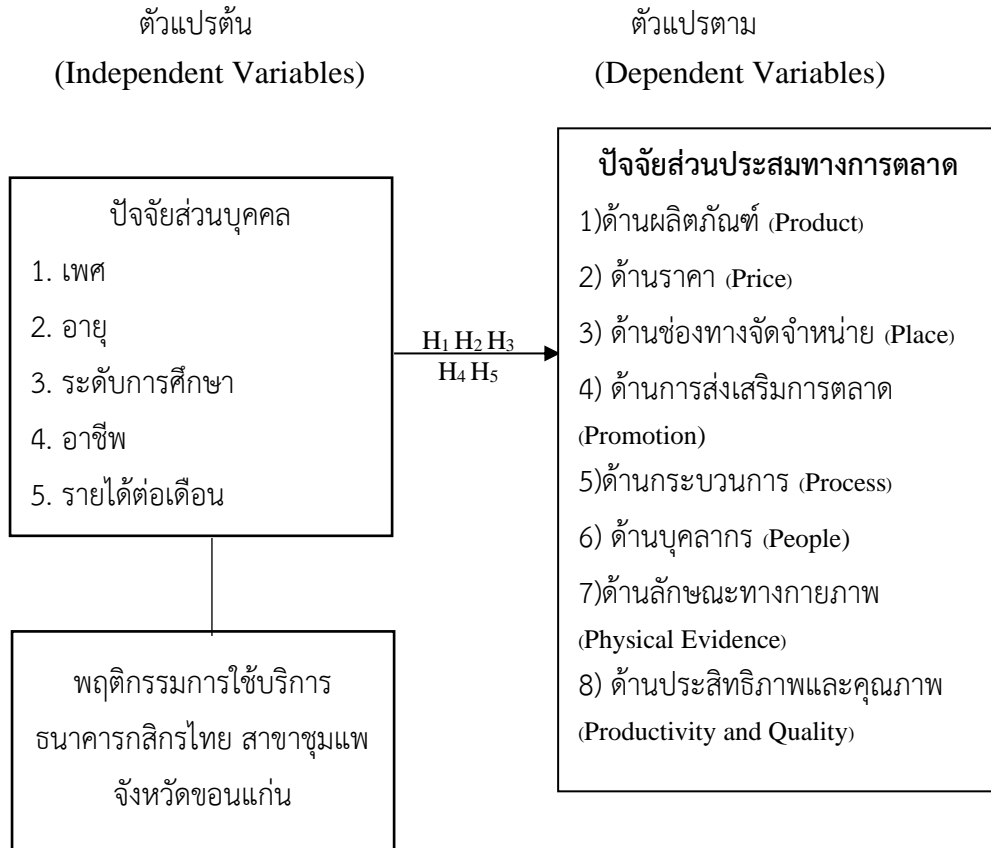 ตัวแปรต้น
(Independent Variables)
ตัวแปรตาม
(Dependent Variables)
ปัจจัยส่วนบุคคล
1. เพศ
2. อายุ
3. ระดับการศึกษา
4. อาชีพ
5. รายได้ต่อเดือน
H1 H2 H3
H4 H5
ปัจจัยส่วนประสมทางการตลาด
1)ด้านผลิตภัณฑ์ (Product)
2) ด้านราคา (Price)
3) ด้านช่องทางจัดจำหน่าย (Place)
4) ด้านการส่งเสริมการตลาด
(Promotion)
5)ด้านกระบวนการ (Process)
6) ด้านบุคลากร (People)
7)ด้านลักษณะทางกายภาพ
(Physical Evidence)
8) ด้านประสิทธิภาพและคุณภาพ
(Productivity and Quality)
พฤติกรรมการใช้บริการ
ธนาคารกสิกรไทย สาขาชุมแพ
จังหวัดขอนแก่น